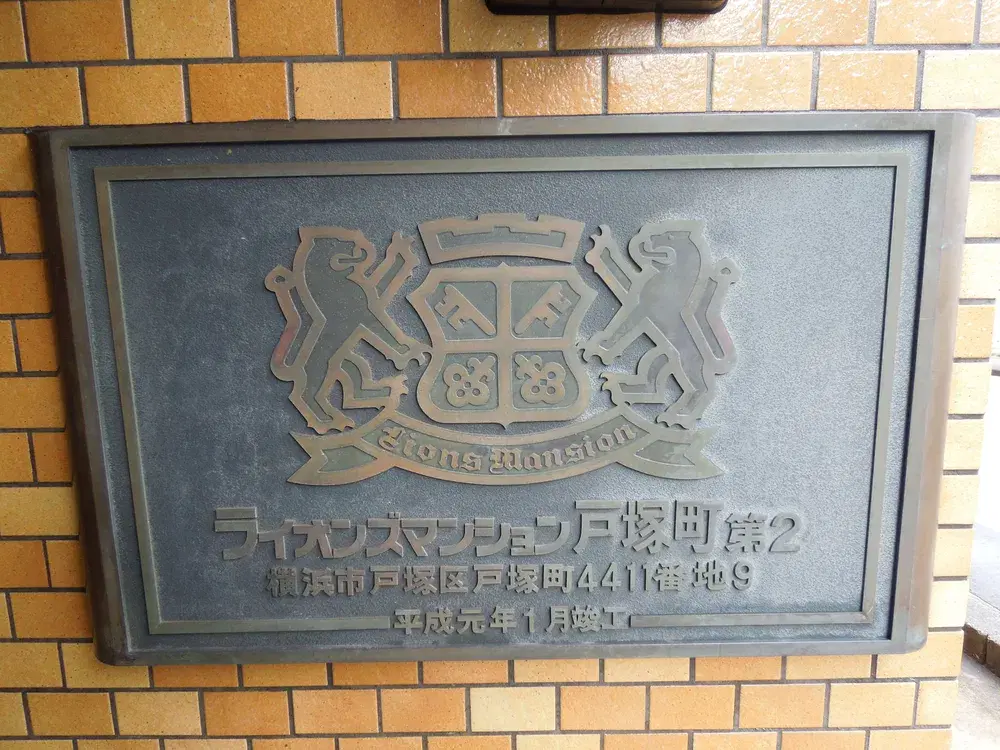 Lions Mansion
ライオンズマンション戸塚町第2
横浜市戸塚区戸塚町4411番地9
平成元年1月竣工